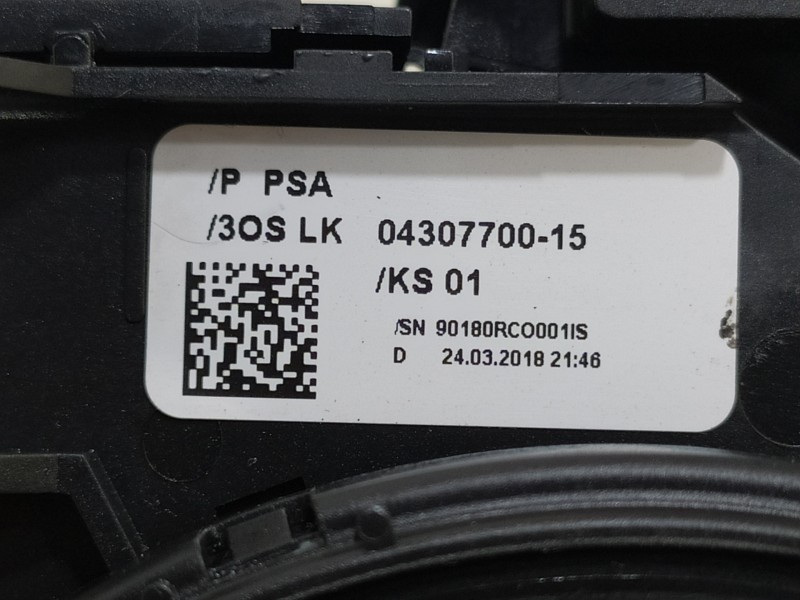 /P PSA
/3OS LK 04307700-15
/KS 01
/SN 90180RCO001IS
D 24.03.2018 21:46